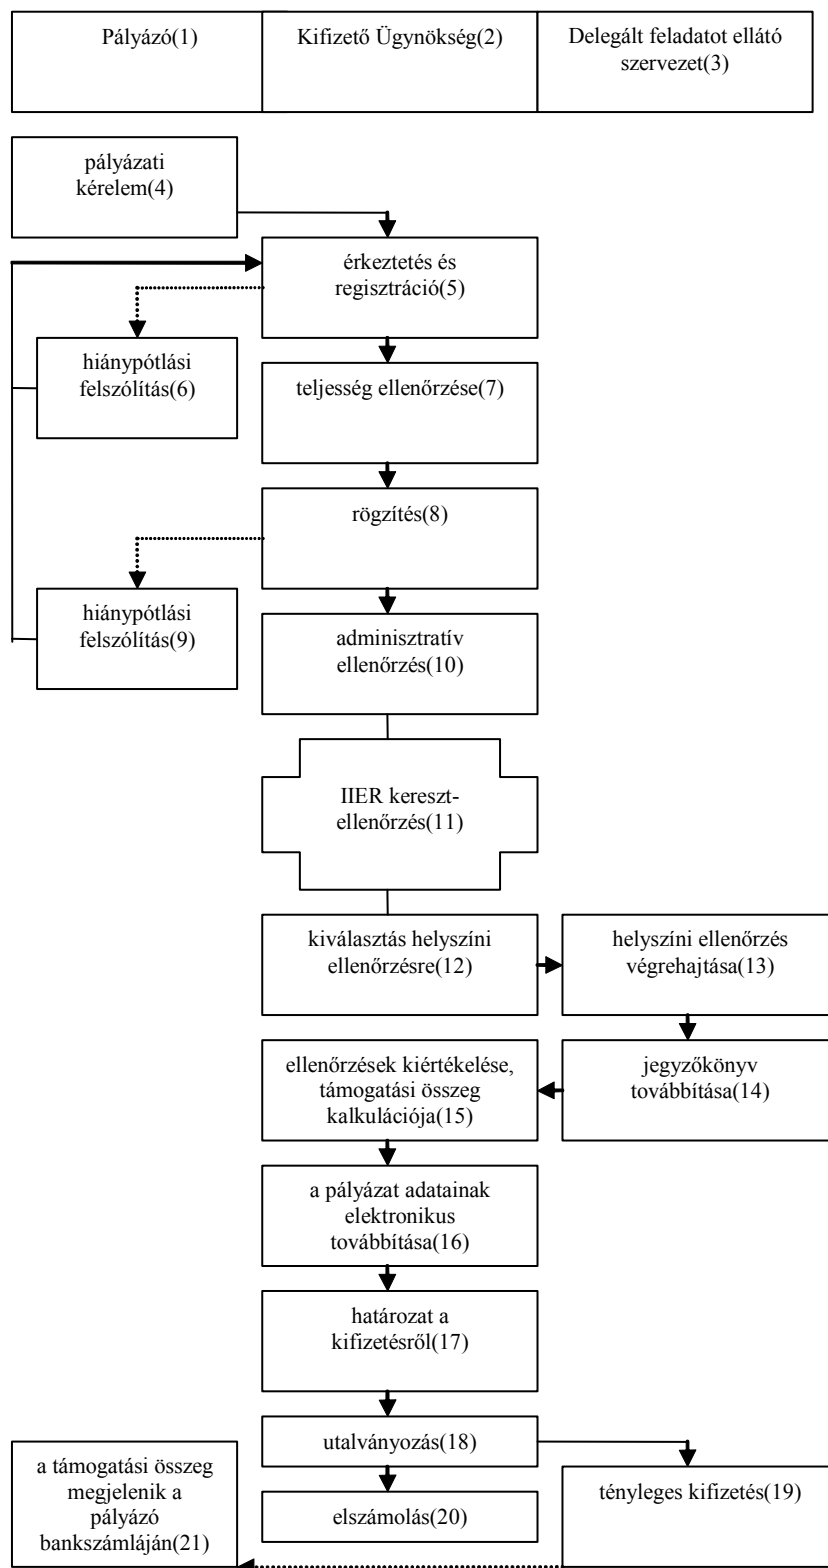 Pályázó(1)
Kifizető Ügynökség(2)
Delegált feladatot ellátó
szervezet(3)
pályázati
kérelem(4)
érkeztetés és
regisztráció(5)
hiánypótlási
felszólítás(6)
teljesség ellenőrzése(7)
rögzítés(8)
hiánypótlási
felszólítás(9)
adminisztratív
ellenőrzés(10)
IIER kereszt-
ellenőrzés(11)
kiválasztás helyszíni
ellenőrzésre(12)
helyszíni ellenőrzés
végrehajtása(13)
ellenőrzések kiértékelése,
támogatási összeg
kalkulációja(15)
jegyzőkönyv
továbbítása(14)
a pályázat adatainak
elektronikus
továbbítása(16)
határozat a
kifizetésről(17)
utalványozás(18)
a támogatási összeg
megjelenik a
pályázó
bankszámláján(21)
tényleges kifizetés(19)
elszámolás(20)